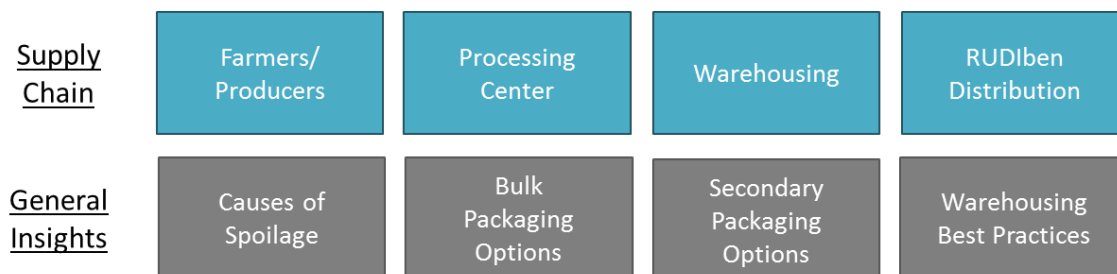 Supply
Chain
Farmers/
Producers
Processing
Center
Warehousing
RUDIben
Distribution
General
Insights
Causes of
Spoilage
Bulk
Packaging
Options
Secondary
Packaging
Options
Warehousing
Best Practices